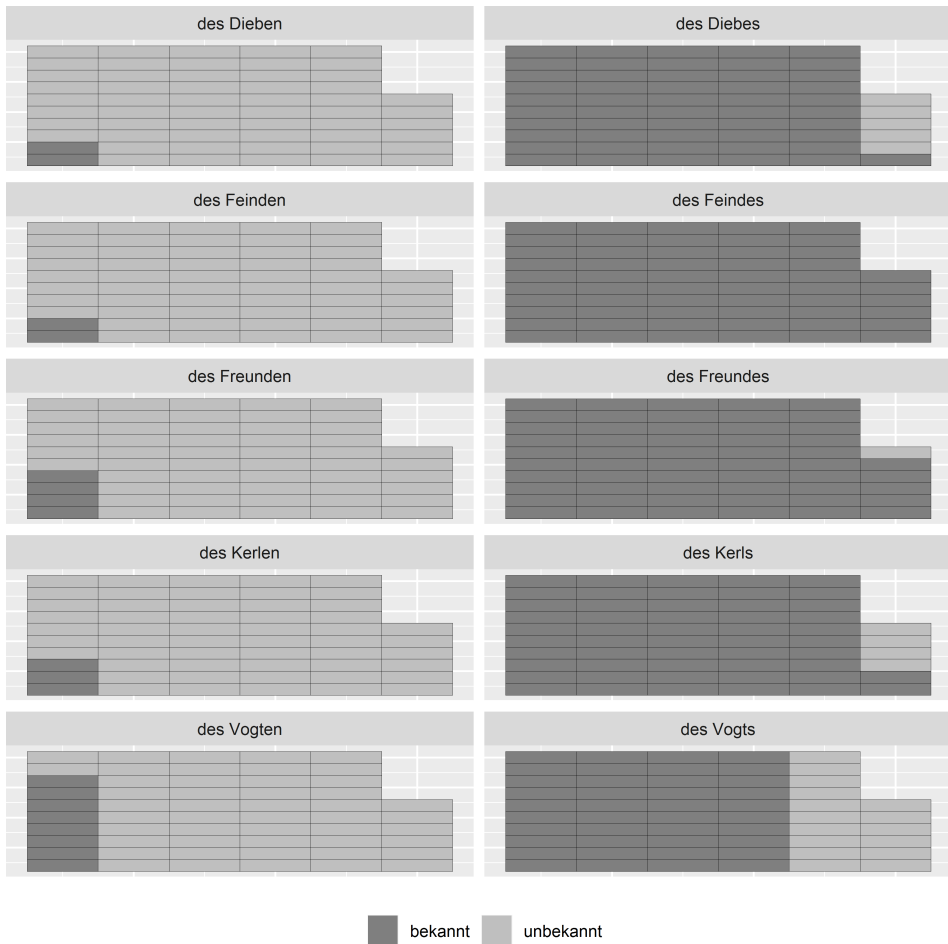 des Dieben
des Diebes
des Feinden
des Feindes
des Freunden
des Freundes
des Kerlen
des Kerls
des Vogten
des Vogts
bekannt unbekannt